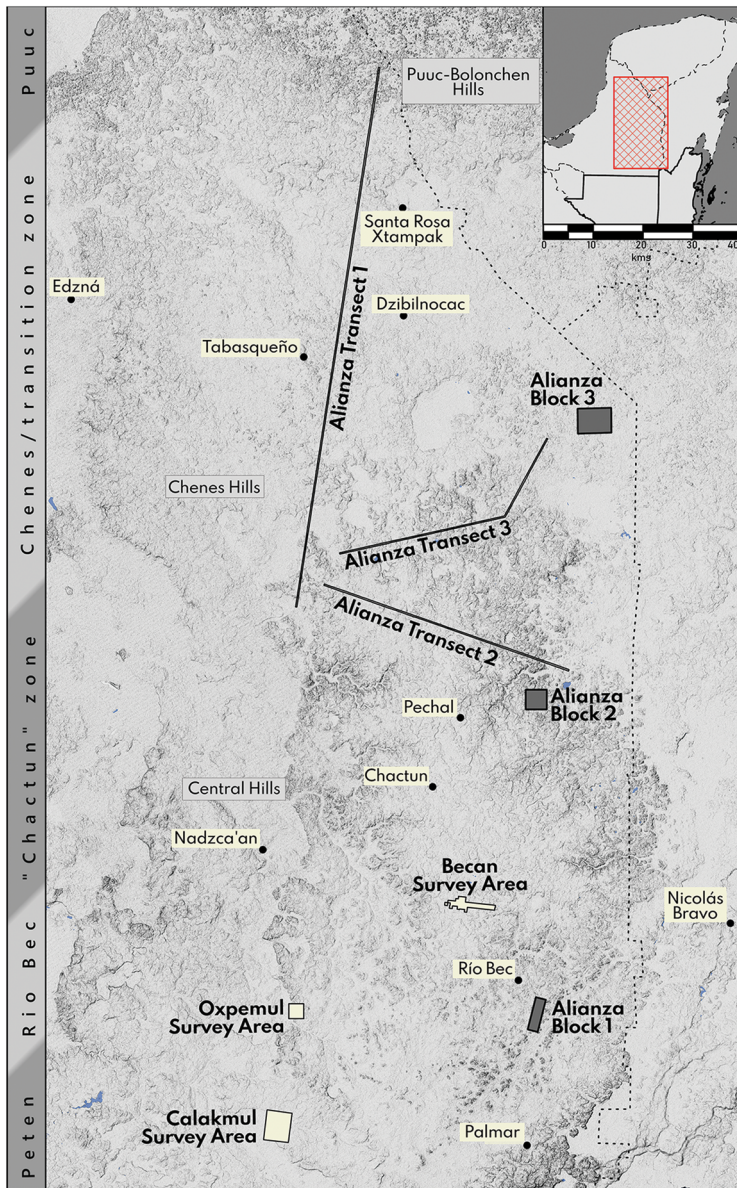 Puuc
Chenes/transition zone
"Chactun" zone
Rio Bec
Peten
Puuc-Bolonchen
Hills
0 10 20 30 40
kms
Santa Rosa
Xtampak
Edzná
Dzibilnocac
Alianza Transect 1
Tabasqueño
Alianza
Block 3
Chenes Hills
Alianza Transect 3
Alianza Transect 2
Alianza
Block 2
Pechal
Chactun
Central Hills
Nadzca'an
Becan
Survey Area
Nicolás
Bravo
Río Bec
Oxpemul
Survey Area
Alianza
Block 1
Calakmul
Survey Area
Palmar